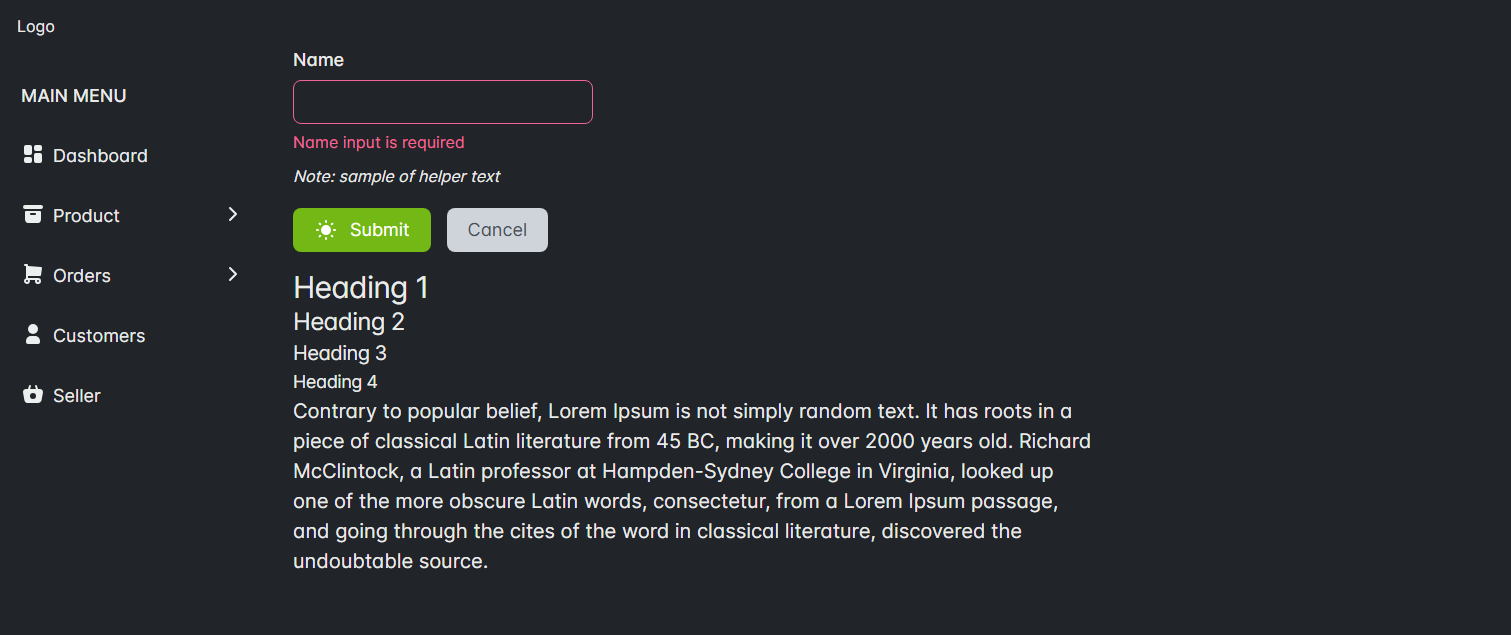 Logo
MAIN MENU
Dashboard
Product
Orders
Customers
Seller
Name
Name input is required
Note: sample of helper text
Submit
Cancel
Heading 1
Heading 2
Heading 3
Heading 4
Contrary to popular belief, Lorem Ipsum is not simply random text. It has roots in a
piece of classical Latin literature from 45 BC, making it over 2000 years old. Richard
McClintock, a Latin professor at Hampden-Sydney College in Virginia, looked up
one of the more obscure Latin words, consectetur, from a Lorem Ipsum passage,
and going through the cites of the word in classical literature, discovered the
undoubtable source.